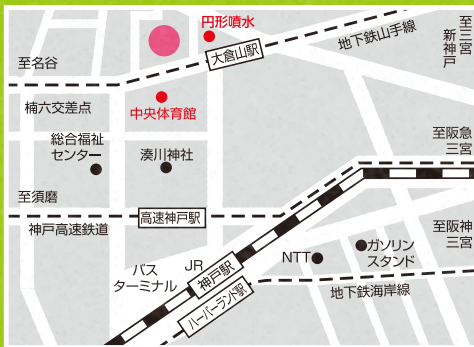 円形噴水
地下鉄山手線
至三宮
新神戸
大倉山駅
至名谷
楠六交差点
中央体育館
総合福祉
センター
湊川神社
至阪急
三宮
至須磨
高速神戸駅
神戸高速鉄道
至阪神
三宮
バス
ターミナル
JR
神戸駅
NTT
ガソリン
スタンド
ハーバーランド駅
地下鉄海岸線